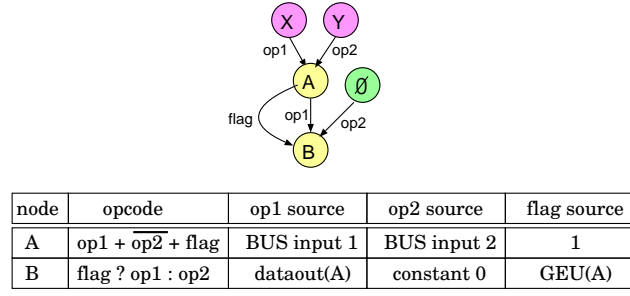 X Y
op1 op2
A Ø
flag op1 op2
B
node opcode op1 source op2 source flag source
A op1 + op2̅ + flag BUS input 1 BUS input 2 1
B flag ? op1 : op2 dataout(A) constant 0 GEU(A)